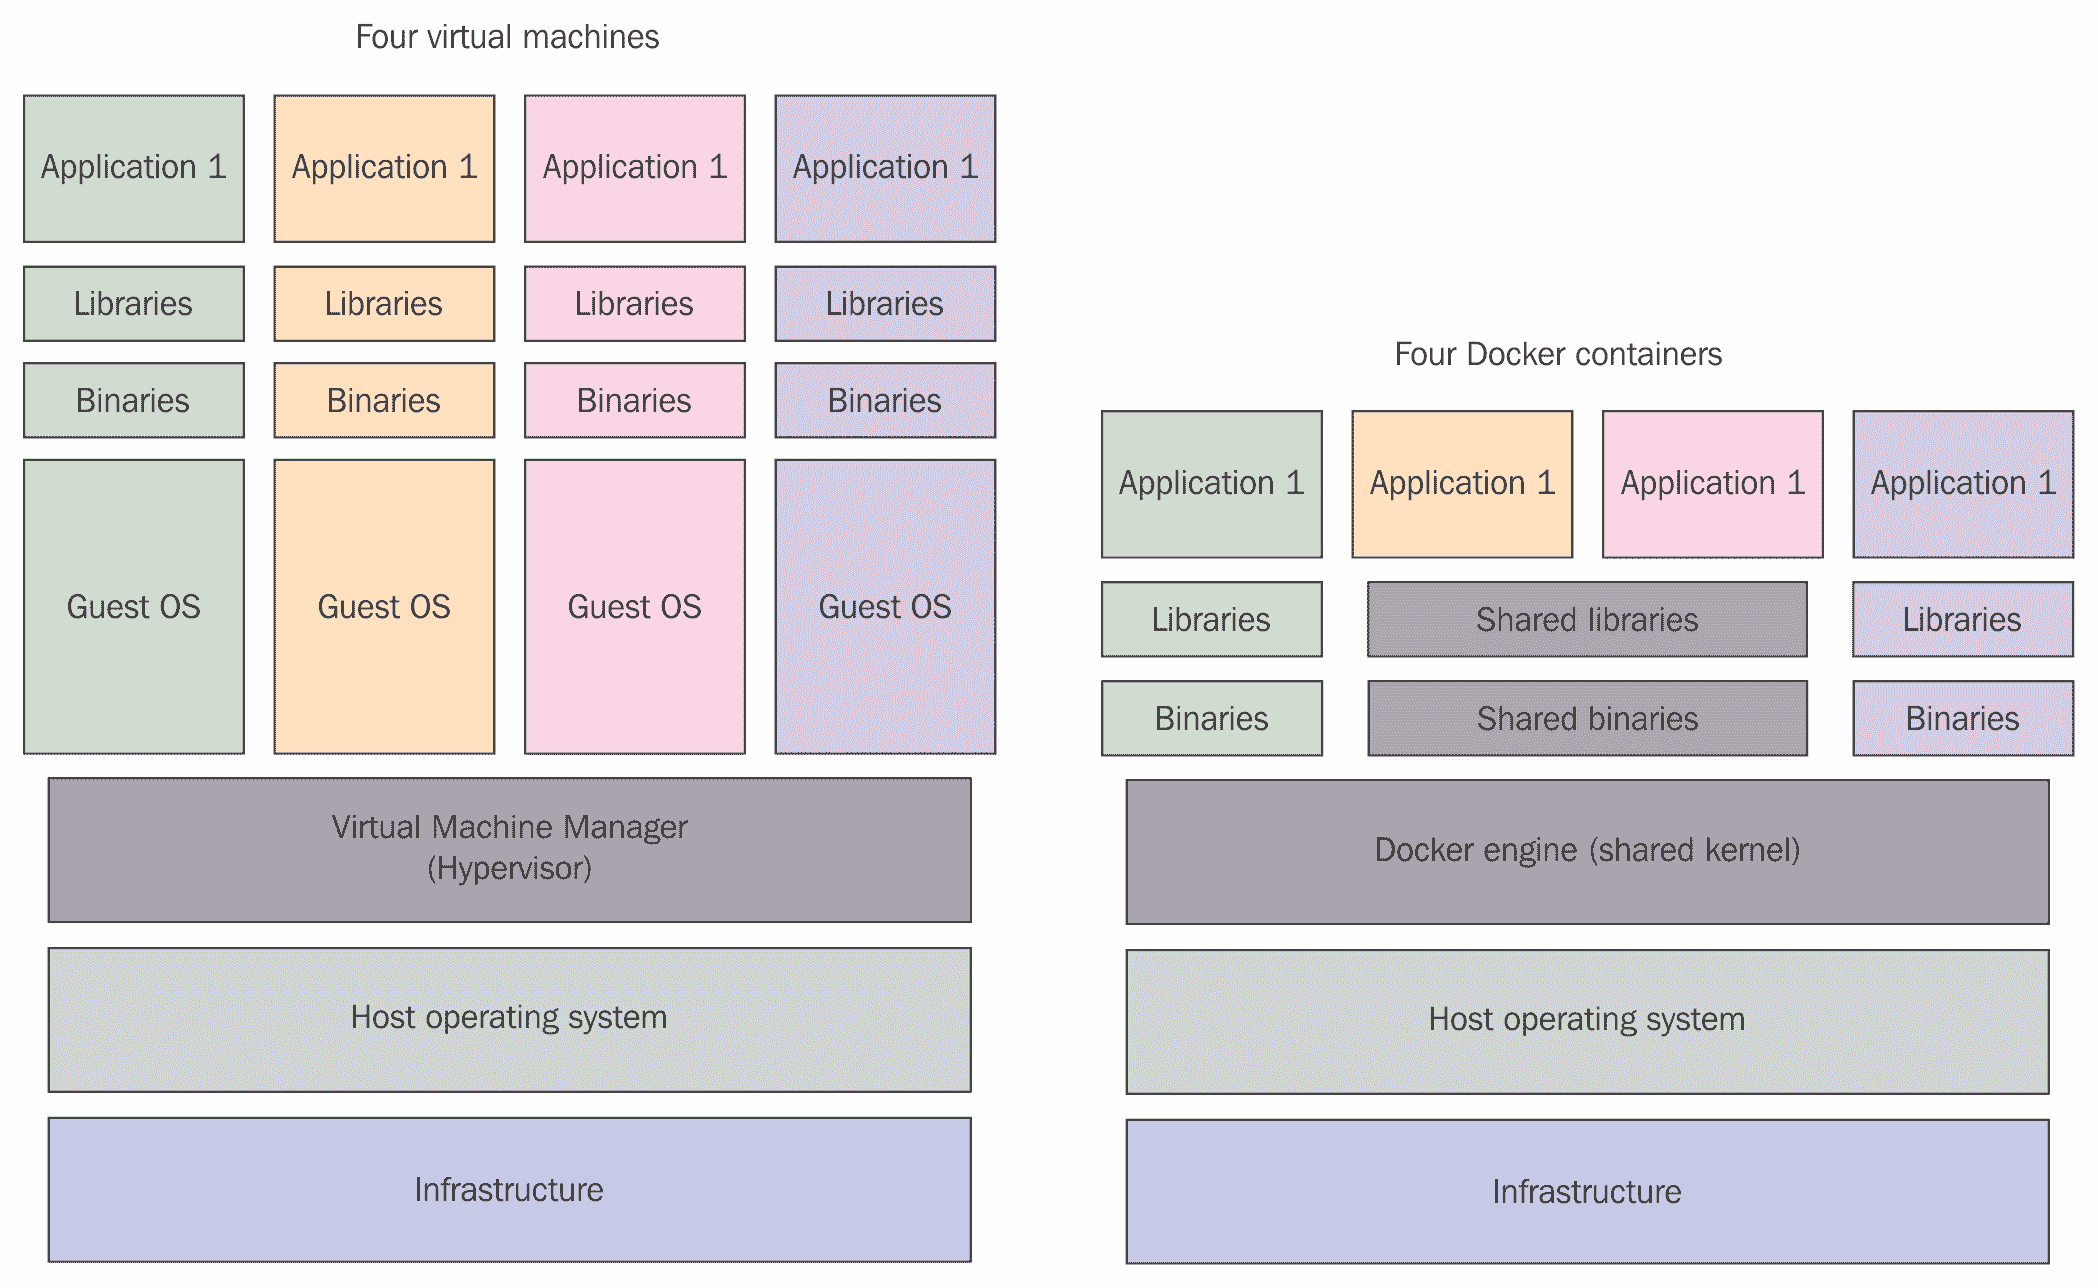 Four virtual machines
Application 1
Application 1
Application 1
Application 1
Libraries
Libraries
Libraries
Libraries
Binaries
Binaries
Binaries
Binaries
Guest OS
Guest OS
Guest OS
Guest OS
Virtual Machine Manager
(Hypervisor)
Host operating system
Infrastructure
Four Docker containers
Application 1
Application 1
Application 1
Application 1
Libraries
Shared libraries
Libraries
Binaries
Shared binaries
Binaries
Docker engine (shared kernel)
Host operating system
Infrastructure